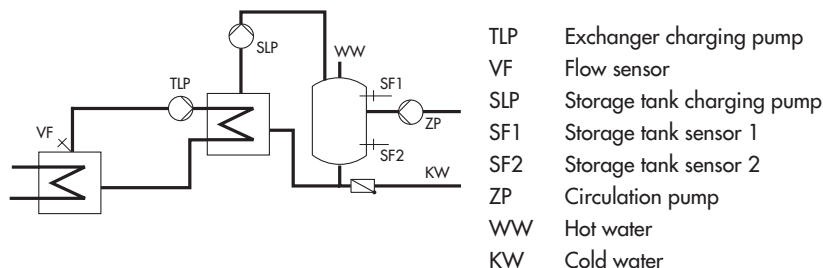 SLP
WW
SF1
TLP
ZP
VF
SF2
KW
TLP Exchanger charging pump
VF Flow sensor
SLP Storage tank charging pump
SF1 Storage tank sensor 1
SF2 Storage tank sensor 2
ZP Circulation pump
WW Hot water
KW Cold water